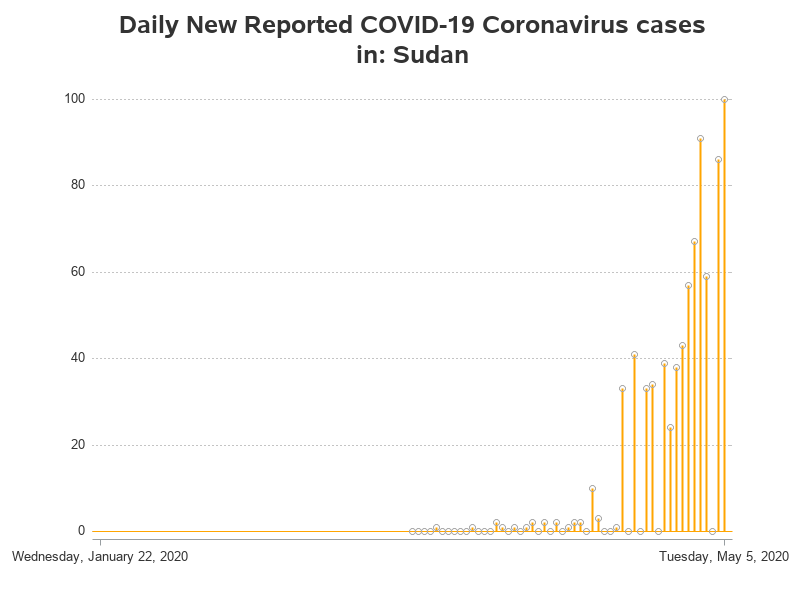 Daily New Reported COVID-19 Coronavirus cases
in: Sudan
100
80
60
40
20
0
Wednesday, January 22, 2020
Tuesday, May 5, 2020